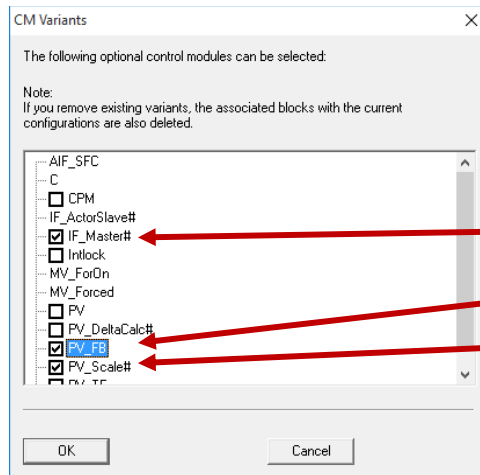 CM Variants
The following optional control modules can be selected:
Note:
If you remove existing variants, the associated blocks with the current
configurations are also deleted.
AIF_SFC
C
CPM
IF_ActorSlave#
IF_Master#
Intlock
MV_ForOn
MV_Forced
PV
PV_DeltaCalc#
PV_FB
PV_Scale#
OK
Cancel